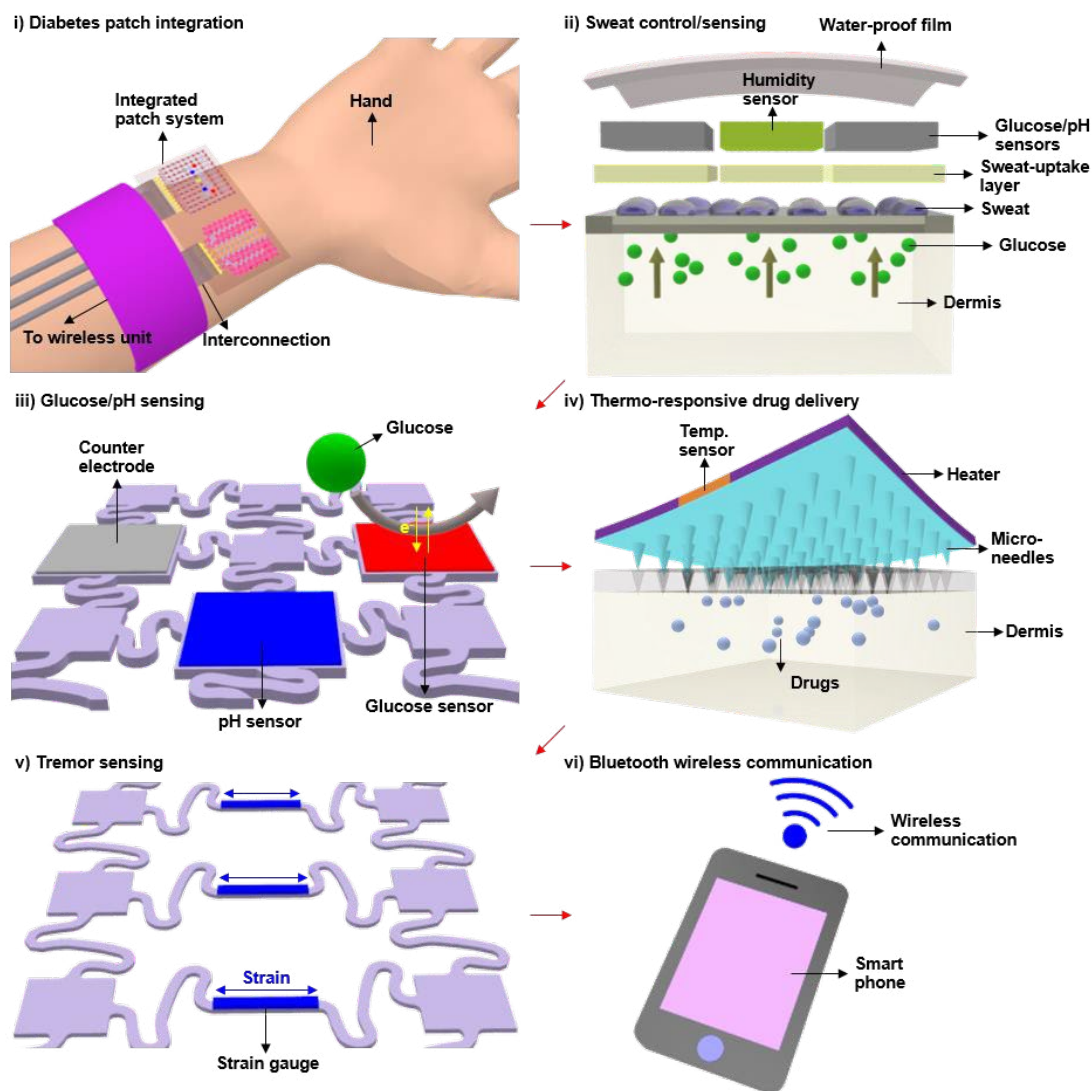 i) Diabetes patch integration
Integrated
patch system
Hand
To wireless unit
Interconnection
ii) Sweat control/sensing
Water-proof film
Humidity
sensor
Glucose/pH
sensors
Sweat-uptake
layer
Sweat
Glucose
Dermis
iii) Glucose/pH sensing
Counter
electrode
Glucose
e-
pH sensor
Glucose sensor
iv) Thermo-responsive drug delivery
Temp.
sensor
Heater
Micro-
needles
Dermis
Drugs
v) Tremor sensing
Strain
Strain gauge
vi) Bluetooth wireless communication
Wireless
communication
Smart
phone